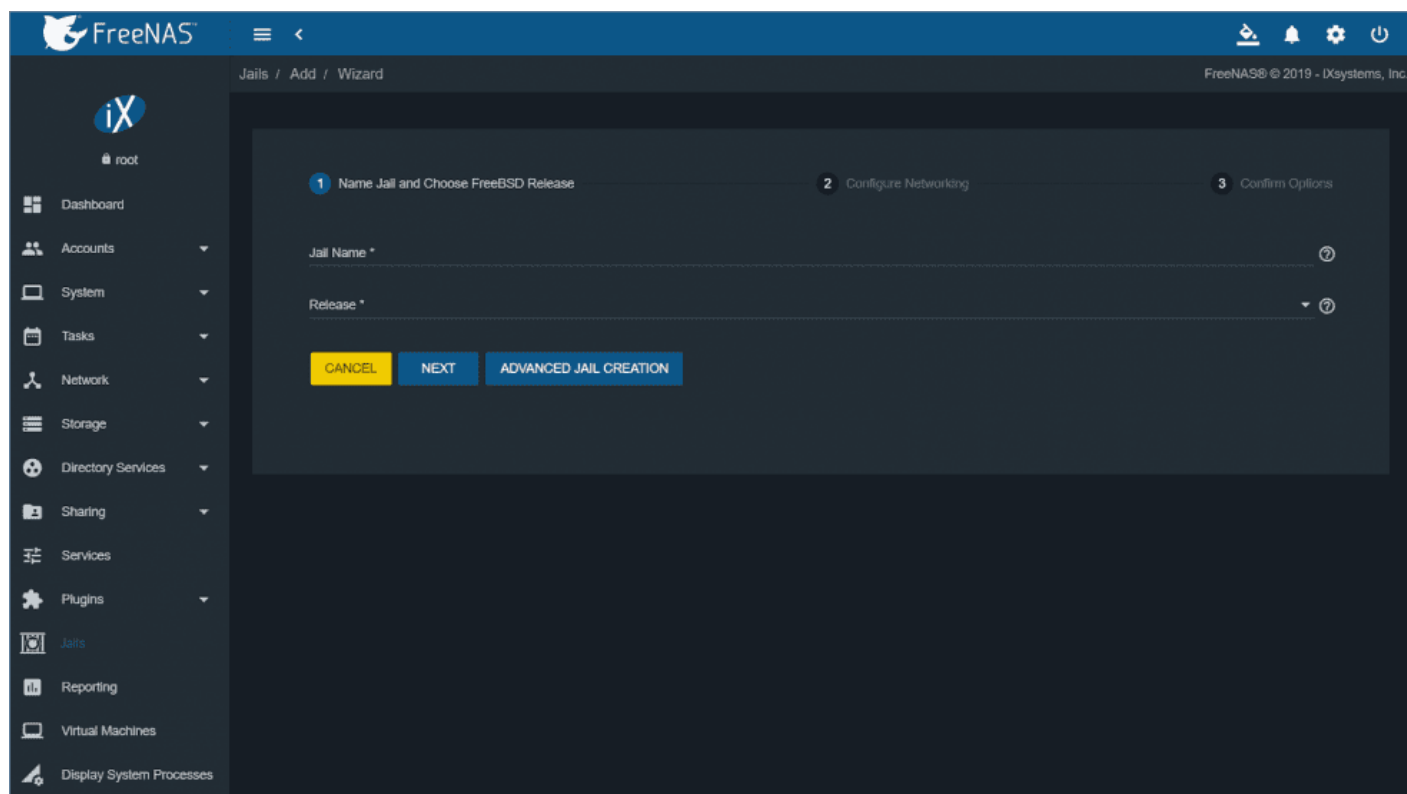 FreeNAS™
Jails / Add / Wizard
FreeNAS® © 2019 - iXsystems, Inc.
iX
root
Dashboard
Accounts
System
Tasks
Network
Storage
Directory Services
Sharing
Services
Plugins
Jails
Reporting
Virtual Machines
Display System Processes
1 Name Jail and Choose FreeBSD Release
2 Configure Networking
3 Confirm Options
Jail Name *
Release *
CANCEL NEXT ADVANCED JAIL CREATION